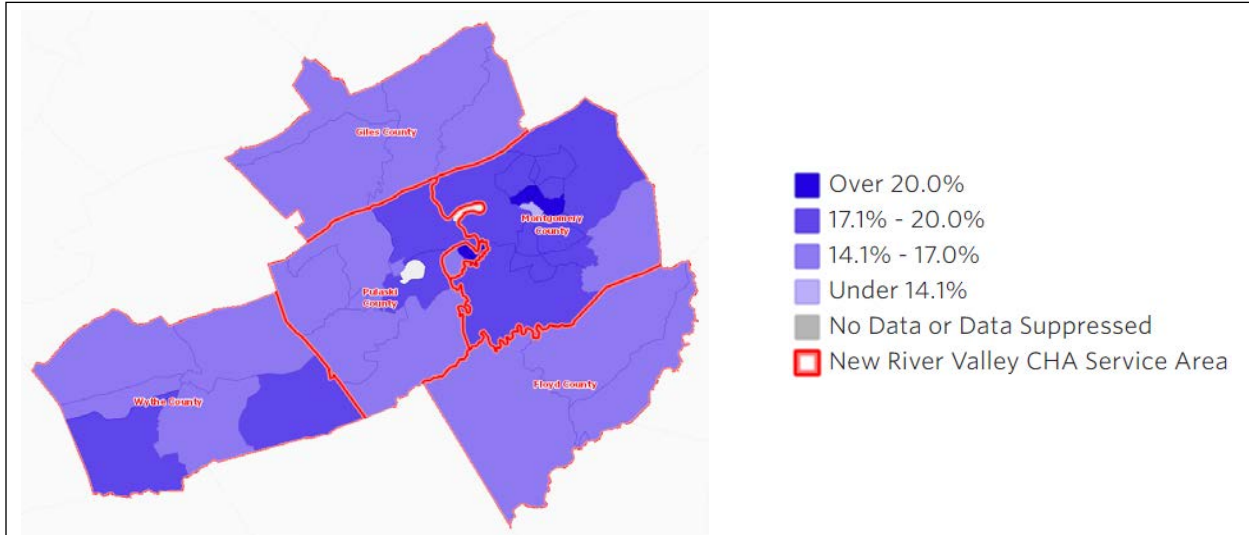 Giles County
Montgomery
County
Pulaski
County
Floyd County
Wythe County
Over 20.0%
17.1% - 20.0%
14.1% - 17.0%
Under 14.1%
No Data or Data Suppressed
New River Valley CHA Service Area